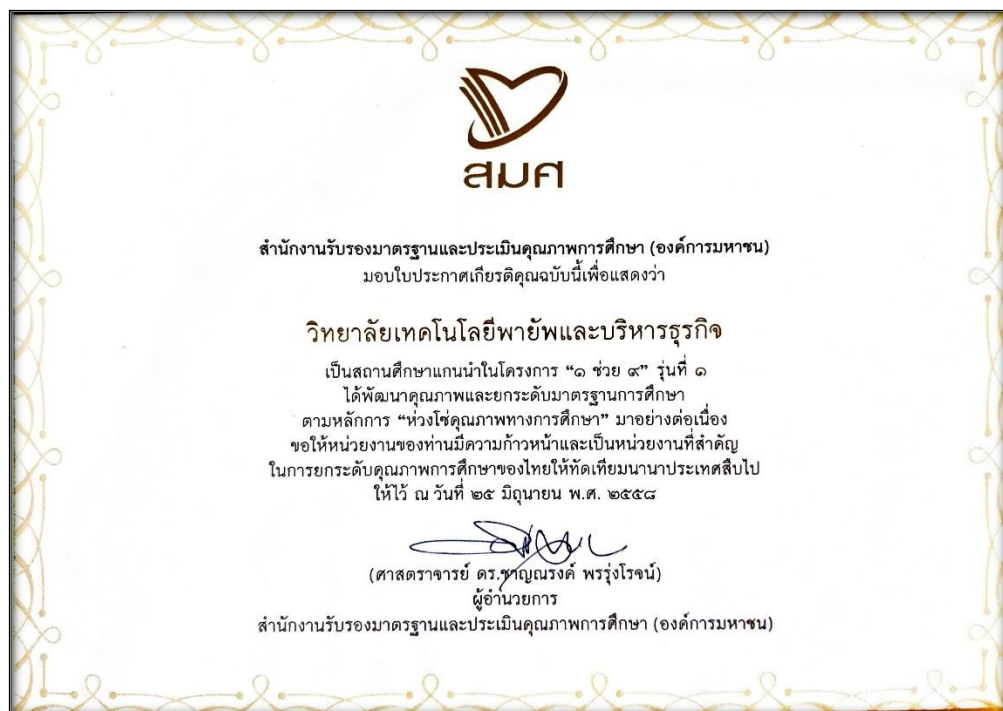 สมศ
สำนักงานรับรองมาตรฐานและประเมินคุณภาพการศึกษา (องค์การมหาชน)
มอบใบประกาศเกียรติคุณฉบับนี้เพื่อแสดงว่า
วิทยาลัยเทคโนโลยีพายัพและบริหารธุรกิจ
เป็นสถานศึกษาแกนนำในโครงการ “๑ ช่วย ๙” รุ่นที่ ๑
ได้พัฒนาคุณภาพและยกระดับมาตรฐานการศึกษา
ตามหลักการ “ห่วงโซ่คุณภาพทางการศึกษา” มาอย่างต่อเนื่อง
ขอให้หน่วยงานของท่านมีความก้าวหน้าและเป็นหน่วยงานที่สำคัญ
ในการยกระดับคุณภาพการศึกษาของไทยให้ทัดเทียมนานาประเทศสืบไป
ให้ไว้ ณ วันที่ ๒๕ มิถุนายน พ.ศ. ๒๕๕๘
(ศาสตราจารย์ ดร.ชาญณรงค์ พรรุ่งโรจน์)
ผู้อำนวยการ
สำนักงานรับรองมาตรฐานและประเมินคุณภาพการศึกษา (องค์การมหาชน)